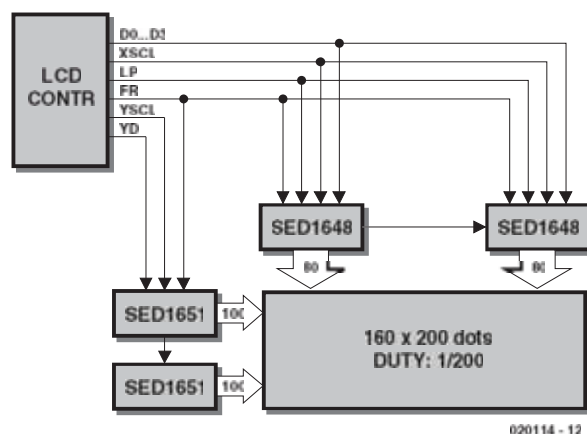 LCD
CONTR
D0...D3
XSCL
LP
FR
YSCL
YD
SED1648
SED1648
80
80
SED1651
100
SED1651
100
160 x 200 dots
DUTY: 1/200
020114 - 12